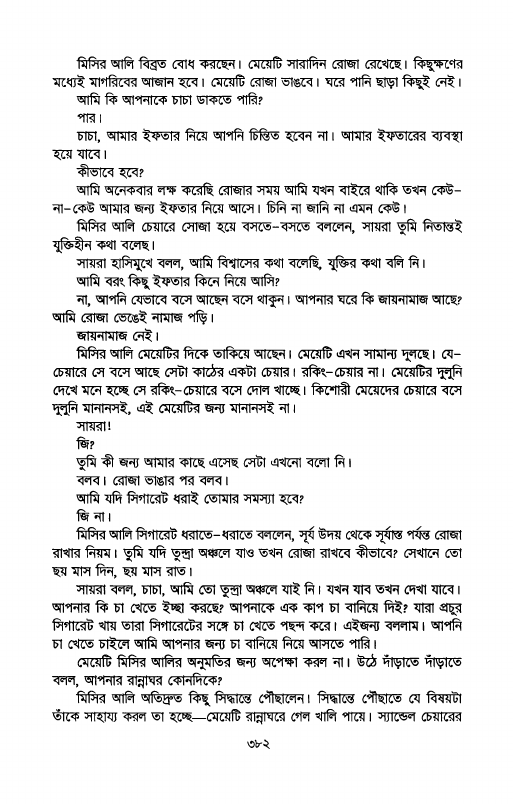 মিসির আলি বিব্রত বোধ করছেন। মেয়েটি সারাদিন রোজা রেখেছে। কিছুক্ষণের
মধ্যেই মাগরিবের আজান হবে। মেয়েটি রোজা ভাঙবে। ঘরে পানি ছাড়া কিছুই নেই।
আমি কি আপনাকে চাচা ডাকতে পারি?
পার।
চাচা, আমার ইফতার নিয়ে আপনি চিন্তিত হবেন না। আমার ইফতারের ব্যবস্থা
হয়ে যাবে।
কীভাবে হবে?
আমি অনেকবার লক্ষ করেছি রোজার সময় আমি যখন বাইরে থাকি তখন কেউ-
না-কেউ আমার জন্য ইফতার নিয়ে আসে। চিনি না জানি না এমন কেউ।
মিসির আলি চেয়ারে সোজা হয়ে বসতে-বসতে বললেন, সায়রা তুমি নিতান্তই
যুক্তিহীন কথা বলেছ।
সায়রা হাসিমুখে বলল, আমি বিশ্বাসের কথা বলেছি, যুক্তির কথা বলি নি।
আমি বরং কিছু ইফতার কিনে নিয়ে আসি?
না, আপনি যেভাবে বসে আছেন বসে থাকুন। আপনার ঘরে কি জায়নামাজ আছে?
আমি রোজা ভেঙেই নামাজ পড়ি।
জায়নামাজ নেই।
মিসির আলি মেয়েটির দিকে তাকিয়ে আছেন। মেয়েটি এখন সামান্য দুলছে। যে-
চেয়ারে সে বসে আছে সেটা কাঠের একটা চেয়ার। রকিং-চেয়ার না। মেয়েটির দুলুনি
দেখে মনে হচ্ছে সে রকিং-চেয়ারে বসে দোল খাচ্ছে। কিশোরী মেয়েদের চেয়ারে বসে
দুলুনি মানানসই, এই মেয়েটির জন্য মানানসই না।
সায়রা!
জি?
তুমি কী জন্য আমার কাছে এসেছ সেটা এখনো বলো নি।
বলব। রোজা ভাঙার পর বলব।
আমি যদি সিগারেট ধরাই তোমার সমস্যা হবে?
জি না।
মিসির আলি সিগারেট ধরাতে-ধরাতে বললেন, সূর্য উদয় থেকে সূর্যাস্ত পর্যন্ত রোজা
রাখার নিয়ম। তুমি যদি তুন্দ্রা অঞ্চলে যাও তখন রোজা রাখবে কীভাবে? সেখানে তো
ছয় মাস দিন, ছয় মাস রাত।
সায়রা বলল, চাচা, আমি তো তুন্দ্রা অঞ্চলে যাই নি। যখন যাব তখন দেখা যাবে।
আপনার কি চা খেতে ইচ্ছা করছে? আপনাকে এক কাপ চা বানিয়ে দিই? যারা প্রচুর
সিগারেট খায় তারা সিগারেটের সঙ্গে চা খেতে পছন্দ করে। এইজন্য বললাম। আপনি
চা খেতে চাইলে আমি আপনার জন্য চা বানিয়ে নিয়ে আসতে পারি।
মেয়েটি মিসির আলির অনুমতির জন্য অপেক্ষা করল না। উঠে দাঁড়াতে দাঁড়াতে
বলল, আপনার রান্নাঘর কোনদিকে?
মিসির আলি অতিদ্রুত কিছু সিদ্ধান্তে পৌঁছালেন। সিদ্ধান্তে পৌঁছাতে যে বিষয়টা
তাঁকে সাহায্য করল তা হচ্ছে—মেয়েটি রান্নাঘরে গেল খালি পায়ে। স্যান্ডেল চেয়ারের
৩৮২